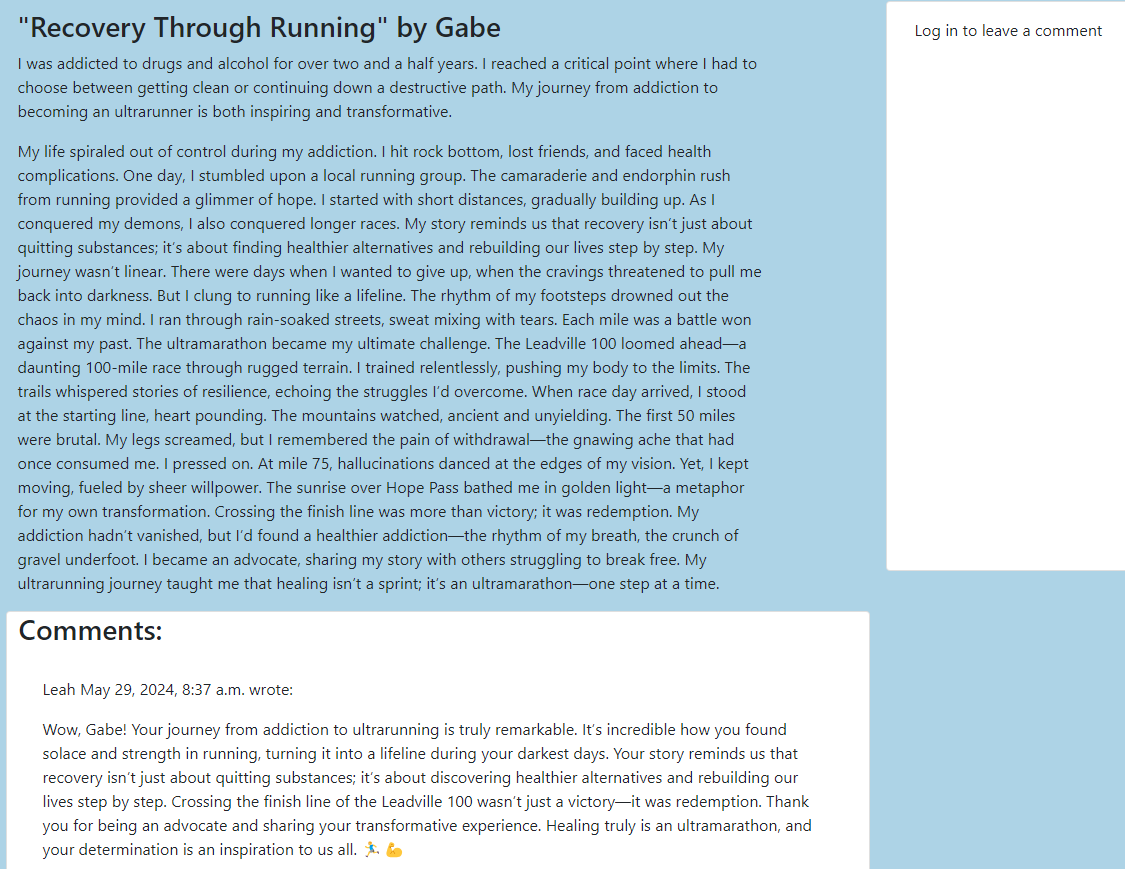 "Recovery Through Running" by Gabe
I was addicted to drugs and alcohol for over two and a half years. I reached a critical point where I had to
choose between getting clean or continuing down a destructive path. My journey from addiction to
becoming an ultrarunner is both inspiring and transformative.
My life spiraled out of control during my addiction. I hit rock bottom, lost friends, and faced health
complications. One day, I stumbled upon a local running group. The camaraderie and endorphin rush
from running provided a glimmer of hope. I started with short distances, gradually building up. As I
conquered my demons, I also conquered longer races. My story reminds us that recovery isn’t just about
quitting substances; it’s about finding healthier alternatives and rebuilding our lives step by step. My
journey wasn’t linear. There were days when I wanted to give up, when the cravings threatened to pull me
back into darkness. But I clung to running like a lifeline. The rhythm of my footsteps drowned out the
chaos in my mind. I ran through rain-soaked streets, sweat mixing with tears. Each mile was a battle won
against my past. The ultramarathon became my ultimate challenge. The Leadville 100 loomed ahead—a
daunting 100-mile race through rugged terrain. I trained relentlessly, pushing my body to the limits. The
trails whispered stories of resilience, echoing the struggles I’d overcome. When race day arrived, I stood
at the starting line, heart pounding. The mountains watched, ancient and unyielding. The first 50 miles
were brutal. My legs screamed, but I remembered the pain of withdrawal—the gnawing ache that had
once consumed me. I pressed on. At mile 75, hallucinations danced at the edges of my vision. Yet, I kept
moving, fueled by sheer willpower. The sunrise over Hope Pass bathed me in golden light—a metaphor
for my own transformation. Crossing the finish line was more than victory; it was redemption. My
addiction hadn’t vanished, but I’d found a healthier addiction—the rhythm of my breath, the crunch of
gravel underfoot. I became an advocate, sharing my story with others struggling to break free. My
ultrarunning journey taught me that healing isn’t a sprint; it’s an ultramarathon—one step at a time.
Log in to leave a comment
Comments:
Leah May 29, 2024, 8:37 a.m. wrote:
Wow, Gabe! Your journey from addiction to ultrarunning is truly remarkable. It’s incredible how you found
solace and strength in running, turning it into a lifeline during your darkest days. Your story reminds us that
recovery isn’t just about quitting substances; it’s about discovering healthier alternatives and rebuilding our
lives step by step. Crossing the finish line of the Leadville 100 wasn’t just a victory—it was redemption. Thank
you for being an advocate and sharing your transformative experience. Healing truly is an ultramarathon, and
your determination is an inspiration to us all. 🏃‍♂️ 💪